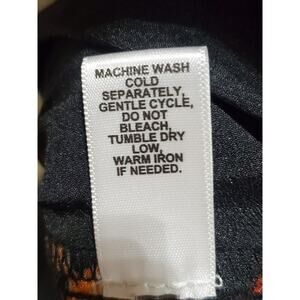 MACHINE WASH
COLD
SEPARATELY,
GENTLE CYCLE,
DO NOT
BLEACH,
TUMBLE DRY
LOW,
WARM IRON
IF NEEDED.